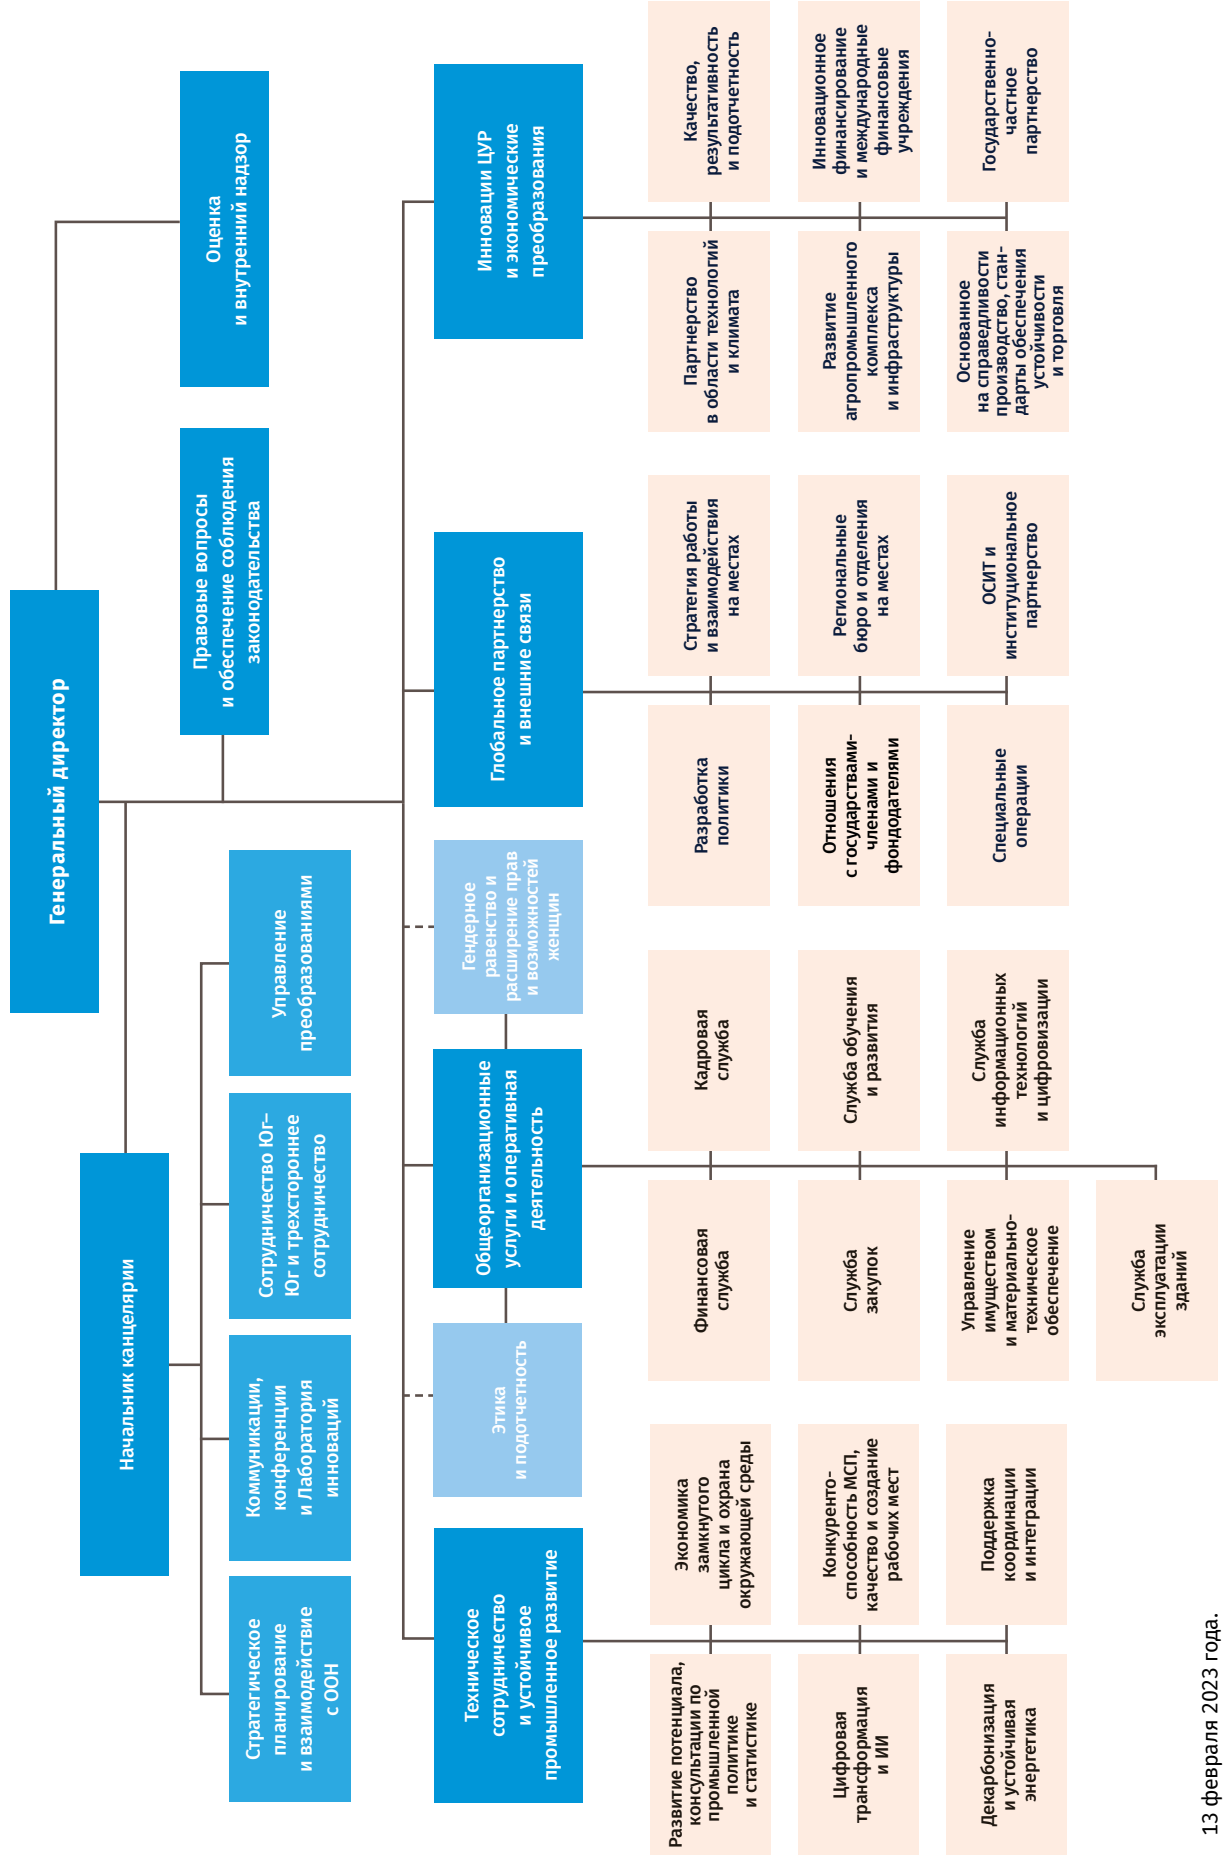 Генеральный директор
Начальник канцелярии
Правовые вопросы
и обеспечение соблюдения
законодательства
Оценка
и внутренний надзор
Стратегическое
планирование
и взаимодействие
с ООН
Коммуникации,
конференции
и Лаборатория
инноваций
Сотрудничество Юг–
Юг и трехстороннее
сотрудничество
Управление
преобразованиями
Техническое
сотрудничество
и устойчивое
промышленное развитие
Этика
и подотчетность
Общеорганизационные
услуги и оперативная
деятельность
Гендерное
равенство и
расширение прав
и возможностей
женщин
Глобальное партнерство
и внешние связи
Инновации ЦУР
и экономические
преобразования
Развитие потенциала,
консультации по
промышленной
политике
и статистике
Экономика
замкнутого
цикла и охрана
окружающей среды
Цифровая
трансформация
и ИИ
Конкуренто-
способность МСП,
качество и создание
рабочих мест
Декарбонизация
и устойчивая
энергетика
Поддержка
координации
и интеграции
Финансовая
служба
Кадровая
служба
Служба
закупок
Служба обучения
и развития
Управление
имуществом
и материально-
техническое
обеспечение
Служба
информационных
технологий
и цифровизации
Служба
эксплуатации
зданий
Разработка
политики
Стратегия работы
и взаимодействия
на местах
Отношения
с государствами-
членами и
фондодателями
Региональные
бюро и отделения
на местах
Специальные
операции
ОСИТ и
институциональное
партнерство
Партнерство
в области технологий
и климата
Качество,
результативность
и подотчетность
Развитие
агропромышленного
комплекса
и инфраструктуры
Инновационное
финансирование
и международные
финансовые
учреждения
Основанное
на справедливости
производство, стан-
дарты обеспечения
устойчивости
и торговля
Государственно-
частное
партнерство
13 февраля 2023 года.